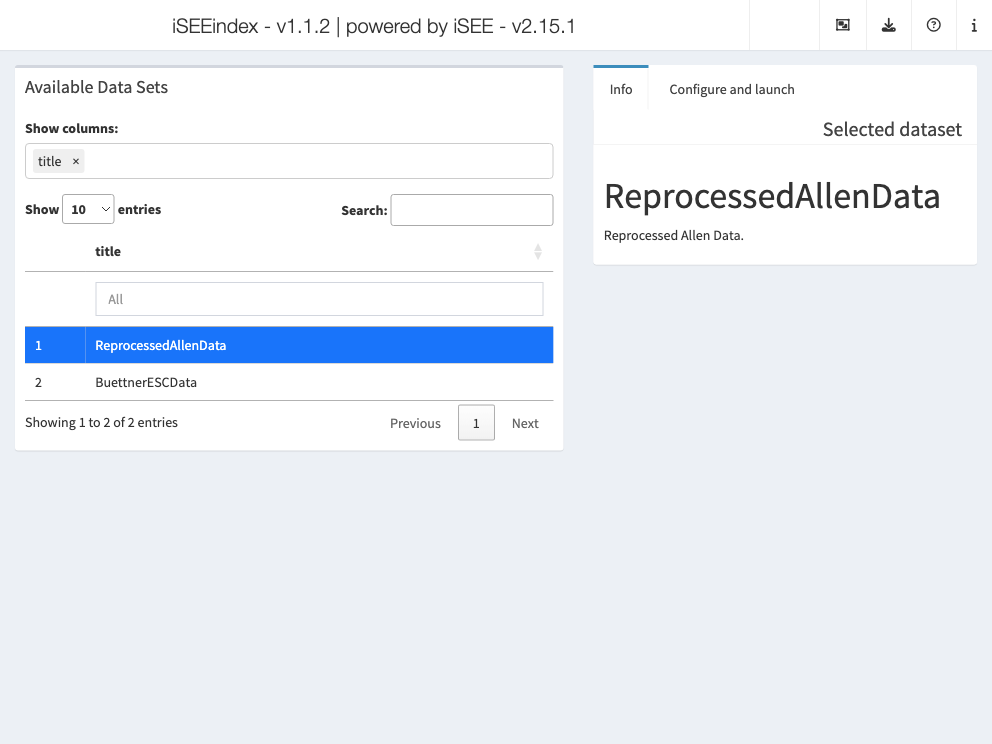 iSEEindex - v1.1.2 | powered by iSEE - v2.15.1
Available Data Sets
Show columns:
title ×
Show 10 entries
Search:
title
All
1 ReprocessedAllenData
2 BuettnerESCData
Showing 1 to 2 of 2 entries
Previous 1 Next
Info Configure and launch
Selected dataset
ReprocessedAllenData
Reprocessed Allen Data.